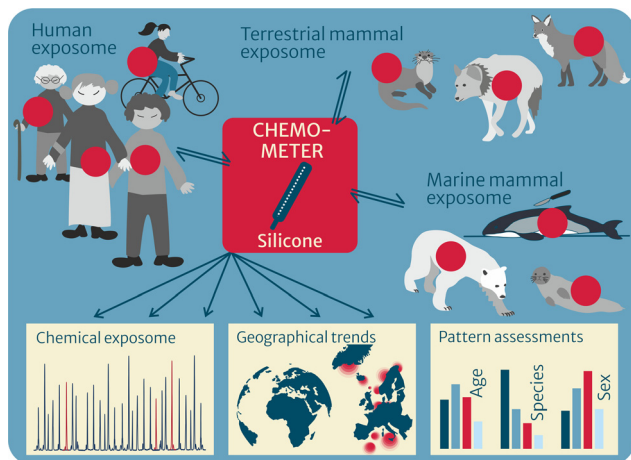 Human
exposome
Terrestrial mammal
exposome
CHEMO-
METER
Silicone
Marine mammal
exposome
Chemical exposome
Geographical trends
Pattern assessments
Age
Species
Sex